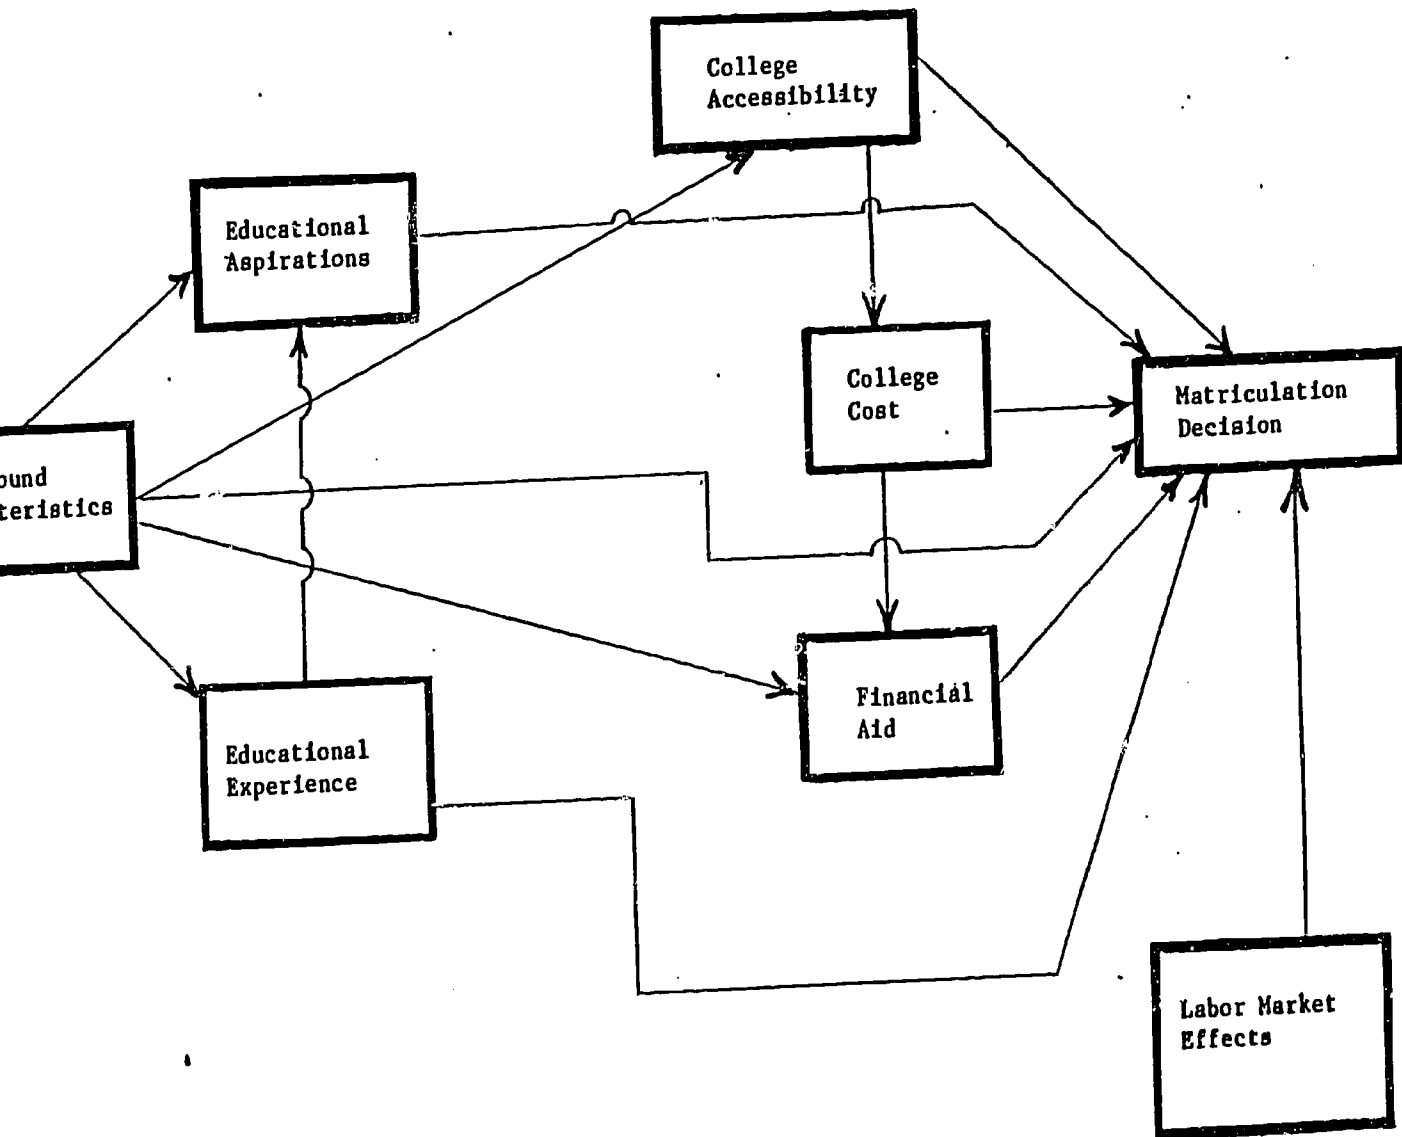 College
Accessibility
Educational
Aspirations
College
Cost
Matriculation
Decision
ound
teristics
Financial
Aid
Educational
Experience
Labor Market
Effects